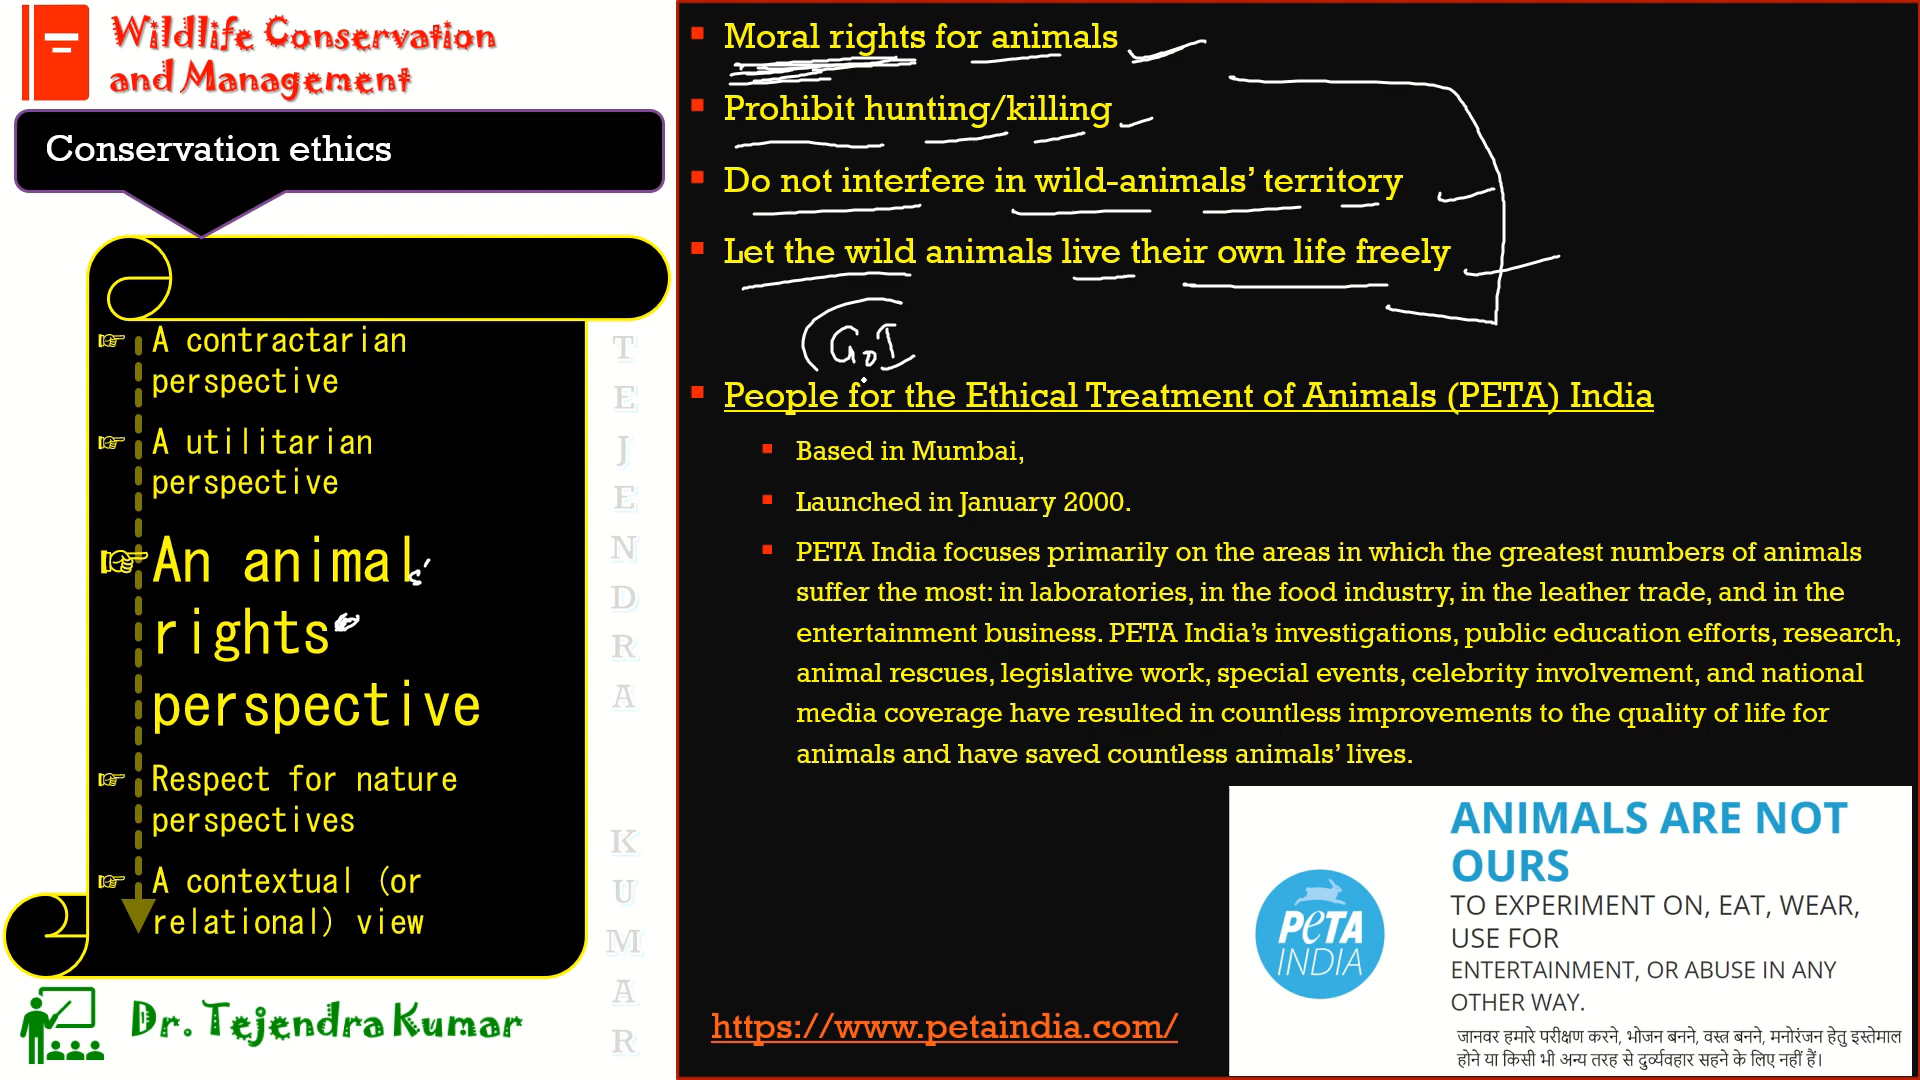 Wildlife Conservation
and Management
Conservation ethics
A contractarian
perspective
A utilitarian
perspective
An animals'
rights
perspective
Respect for nature
perspectives
A contextual (or
relational) view
TEJENDRA KUMAR
Dr. Tejendra Kumar
Moral rights for animals
Prohibit hunting/killing
Do not interfere in wild-animals’ territory
Let the wild animals live their own life freely
GoI
People for the Ethical Treatment of Animals (PETA) India
Based in Mumbai,
Launched in January 2000.
PETA India focuses primarily on the areas in which the greatest numbers of animals
suffer the most: in laboratories, in the food industry, in the leather trade, and in the
entertainment business. PETA India’s investigations, public education efforts, research,
animal rescues, legislative work, special events, celebrity involvement, and national
media coverage have resulted in countless improvements to the quality of life for
animals and have saved countless animals’ lives.
https://www.petaindia.com/
PETA
INDIA
ANIMALS ARE NOT
OURS
TO EXPERIMENT ON, EAT, WEAR,
USE FOR
ENTERTAINMENT, OR ABUSE IN ANY
OTHER WAY.
जानवर हमारे परीक्षण करने, भोजन बनने, वस्त्र बनने, मनोरंजन हेतु इस्तेमाल
होने या किसी भी अन्य तरह से दुर्व्यवहार सहने के लिए नहीं हैं।